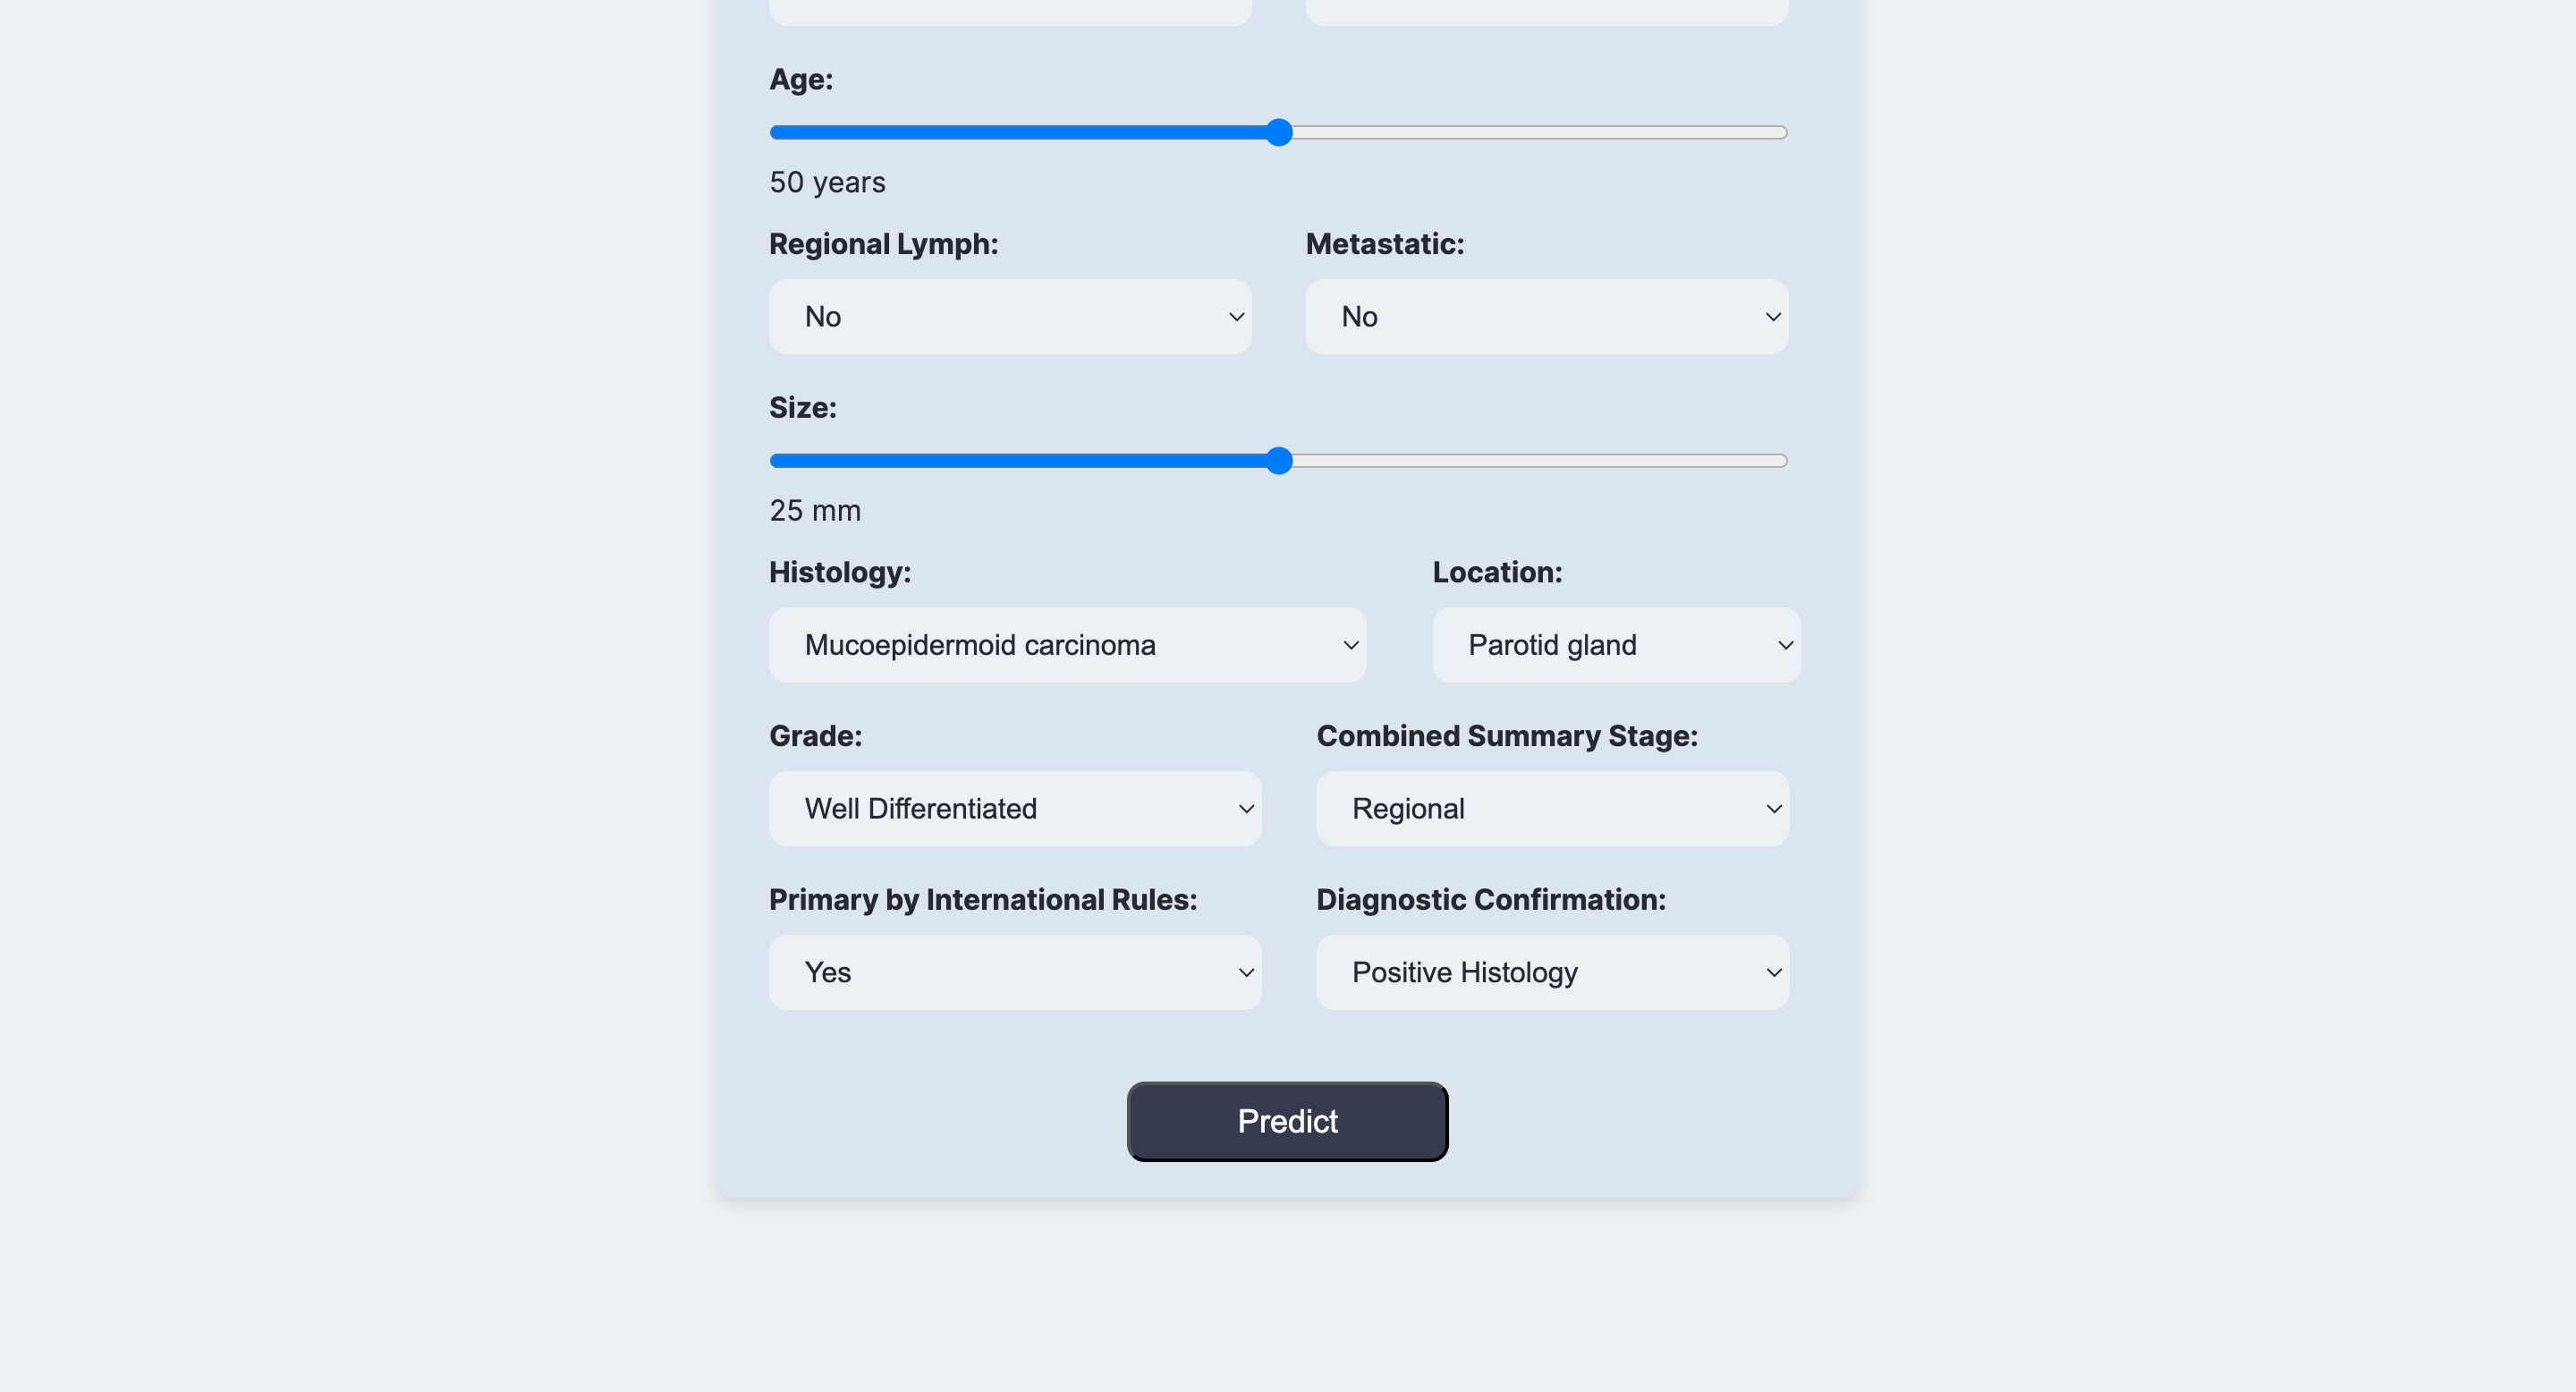 Age:
50 years
Regional Lymph: Metastatic:
No No
Size:
25 mm
Histology: Location:
Mucoepidermoid carcinoma Parotid gland
Grade: Combined Summary Stage:
Well Differentiated Regional
Primary by International Rules: Diagnostic Confirmation:
Yes Positive Histology
Predict